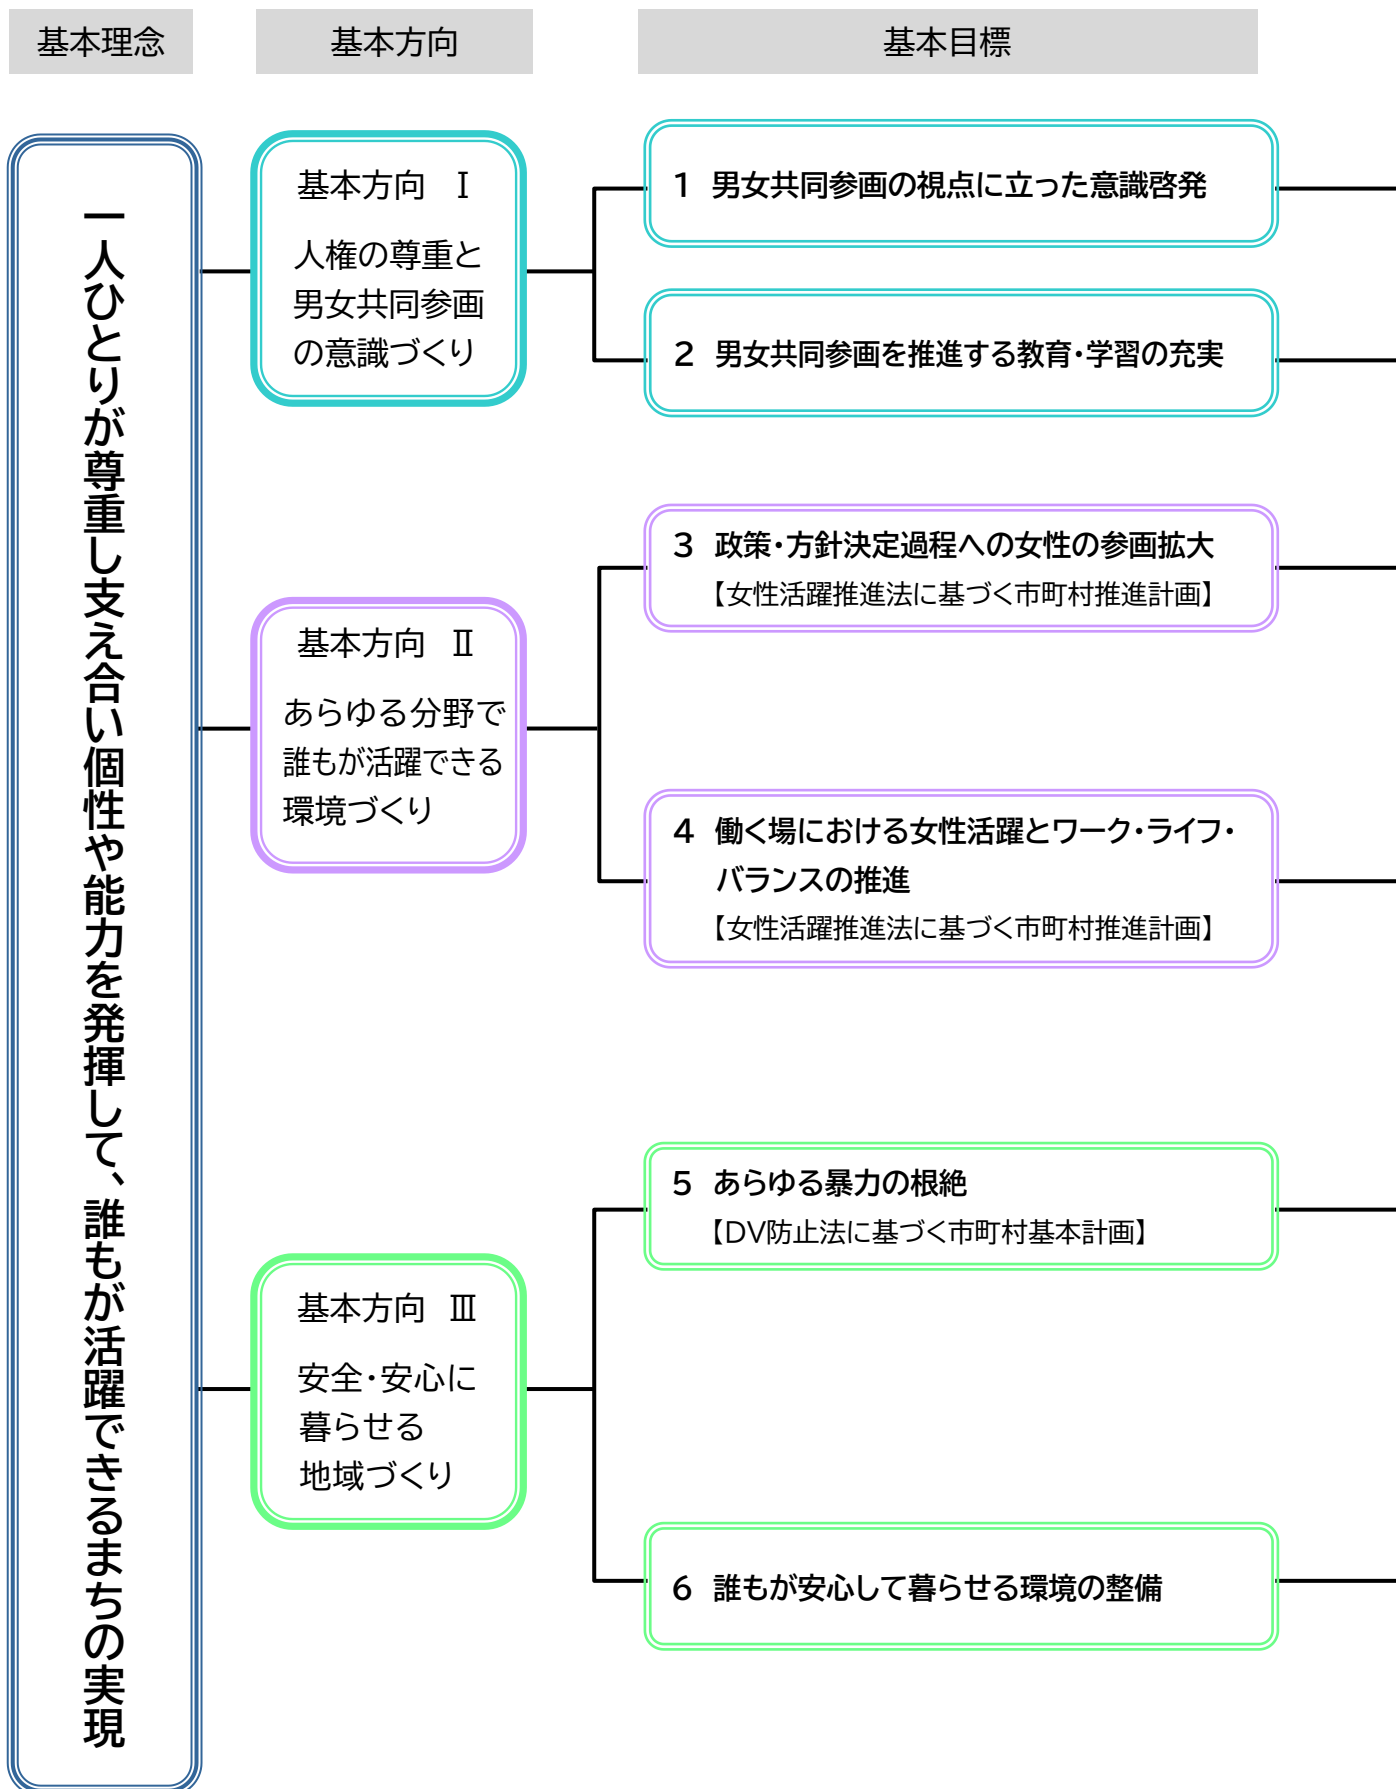 基本理念
基本方向
基本目標
一人ひとりが尊重し支え合い個性や能力を発揮して、誰もが活躍できるまちの実現
基本方向　Ⅰ
人権の尊重と
男女共同参画
の意識づくり
1　男女共同参画の視点に立った意識啓発
2　男女共同参画を推進する教育・学習の充実
基本方向　Ⅱ
あらゆる分野で
誰もが活躍できる
環境づくり
3　政策・方針決定過程への女性の参画拡大
【女性活躍推進法に基づく市町村推進計画】
4　働く場における女性活躍とワーク・ライフ・
バランスの推進
【女性活躍推進法に基づく市町村推進計画】
基本方向　Ⅲ
安全・安心に
暮らせる
地域づくり
5　あらゆる暴力の根絶
【DV防止法に基づく市町村基本計画】
6　誰もが安心して暮らせる環境の整備